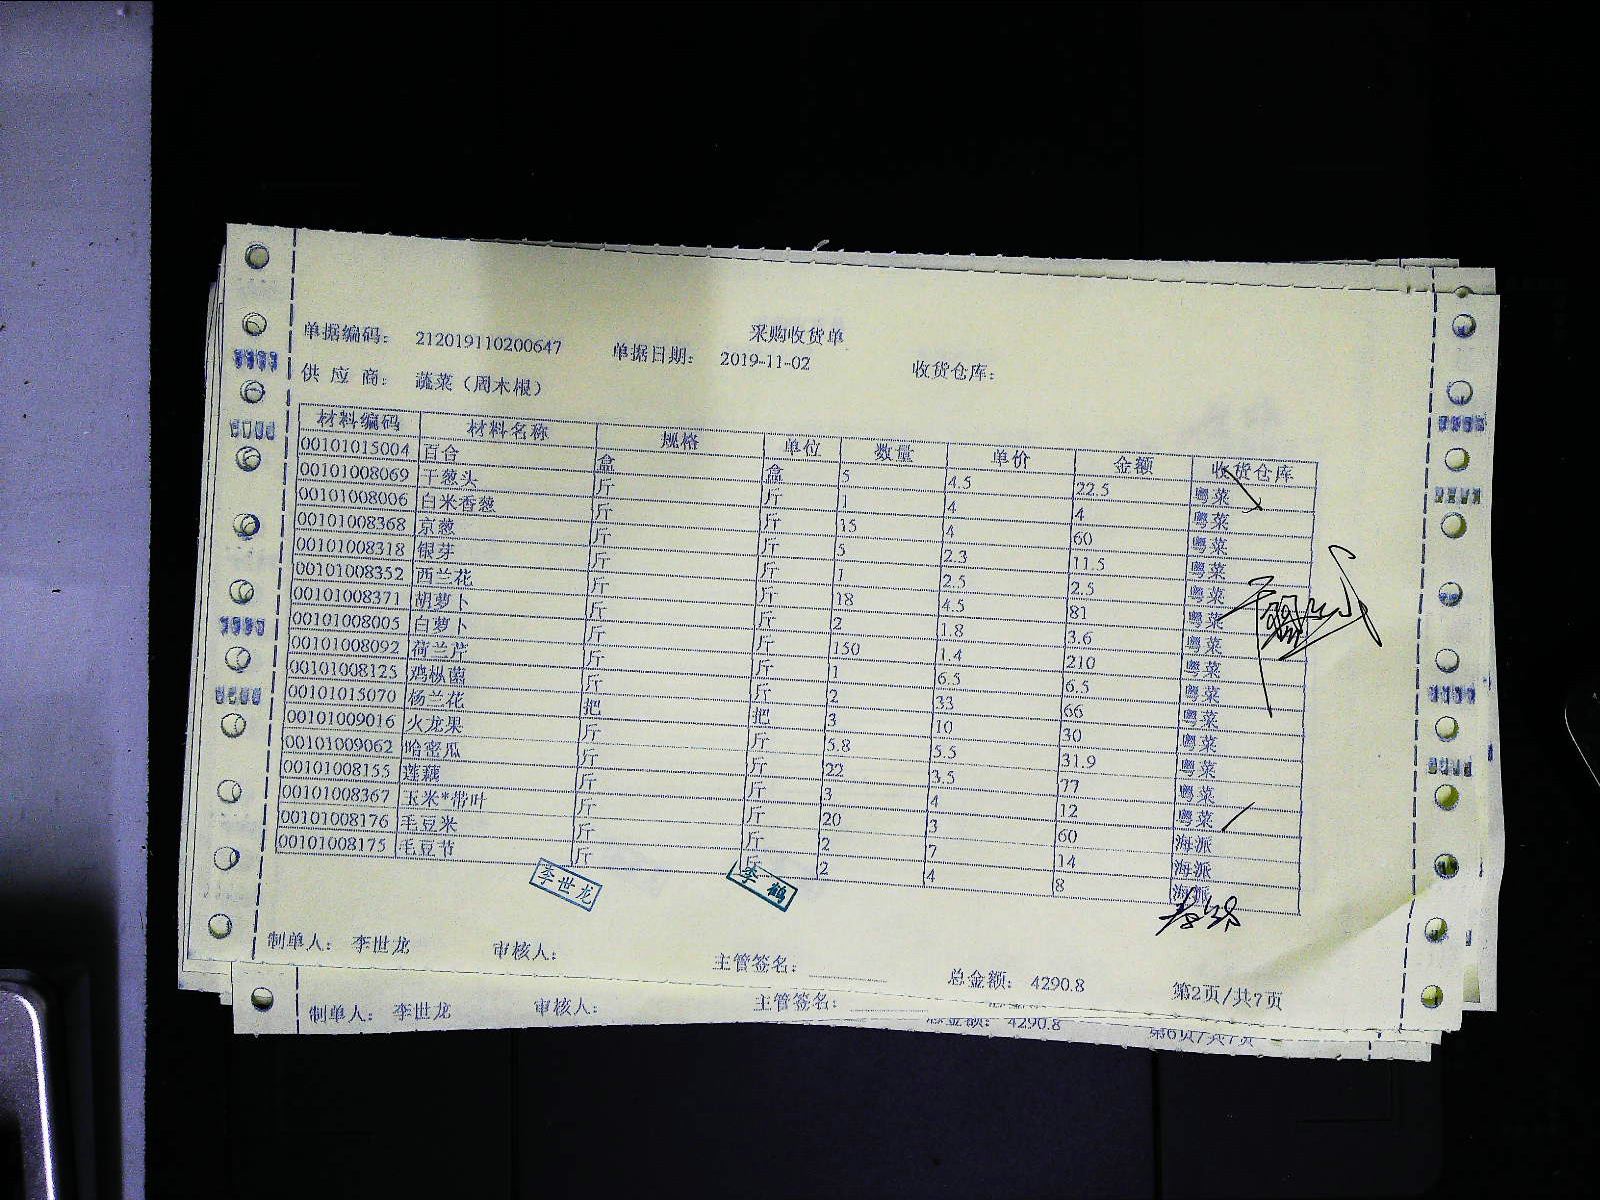 采购收货单
单据编码: 212019110200647 单据日期: 2019-11-02 收货仓库:
供 应 商: 蔬菜（周木根）
材料编码 材料名称 规格 单位 数量 单价 金额 收货仓库
00101015004 百合 盒 盒 5 4.5 22.5 粤菜
00101008069 干葱头 斤 斤 1 4 4 粤菜
00101008006 白米香葱 斤 斤 15 4 60 粤菜
00101008368 京葱 斤 斤 5 2.3 11.5 粤菜
00101008318 银芽 斤 斤 1 2.5 2.5 粤菜
00101008352 西兰花 斤 斤 18 4.5 81 粤菜
00101008371 胡萝卜 斤 斤 2 1.8 3.6 粤菜
00101008005 白萝卜 斤 斤 150 1.4 210 粤菜
00101008092 荷兰芹 斤 斤 1 6.5 6.5 粤菜
00101008125 鸡枞菌 斤 斤 2 33 66 粤菜
00101015070 杨兰花 把 把 3 10 30 粤菜
00101009016 火龙果 斤 斤 5.8 5.5 31.9 粤菜
00101009062 哈密瓜 斤 斤 22 3.5 77 粤菜
00101008155 莲藕 斤 斤 3 4 12 粤菜
00101008367 玉米*带叶 斤 斤 20 3 60 海派
00101008176 毛豆米 斤 斤 2 7 14 海派
00101008175 毛豆节 斤 斤 2 4 8 海派
李世龙 李鹤
制单人: 李世龙 审核人: 主管签名: 总金额: 4290.8 第2页/共7页
制单人: 李世龙 审核人: 主管签名: 总金额: 4290.8 第6页/共7页